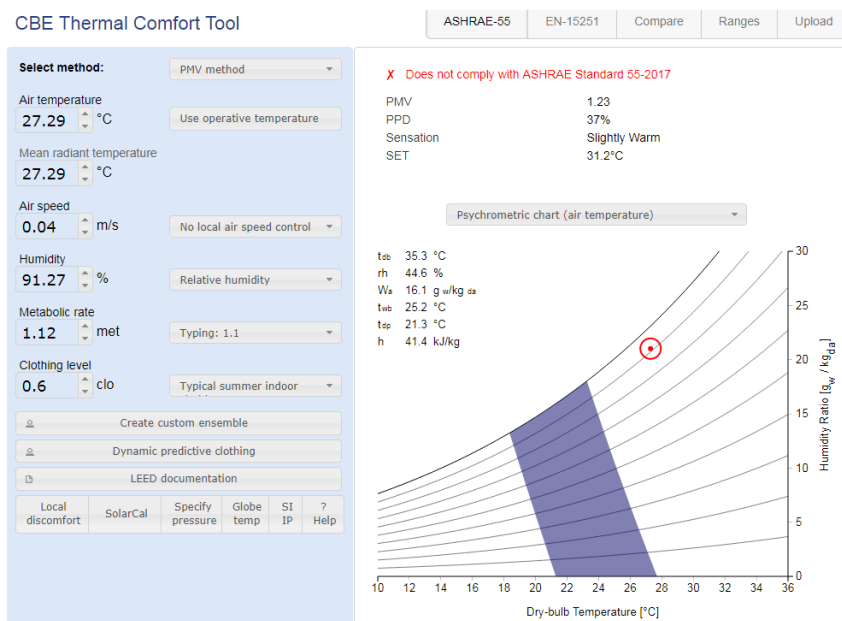 CBE Thermal Comfort Tool
ASHRAE-55 EN-15251 Compare Ranges Upload
Select method: PMV method
Air temperature
27.29 °C Use operative temperature
Mean radiant temperature
27.29 °C
Air speed
0.04 m/s No local air speed control
Humidity
91.27 % Relative humidity
Metabolic rate
1.12 met Typing: 1.1
Clothing level
0.6 clo Typical summer indoor
Create custom ensemble
Dynamic predictive clothing
LEED documentation
Local discomfort SolarCal Specify pressure Globe temp SI IP ? Help
✗ Does not comply with ASHRAE Standard 55-2017
PMV 1.23
PPD 37%
Sensation Slightly Warm
SET 31.2°C
Psychrometric chart (air temperature)
tdb 35.3 °C
rh 44.6 %
Wa 16.1 g w/kg da
twb 25.2 °C
tdp 21.3 °C
h 41.4 kJ/kg
30
25
20
15
10
5
0
Humidity Ratio [gw / kgda]
10 12 14 16 18 20 22 24 26 28 30 32 34 36
Dry-bulb Temperature [°C]